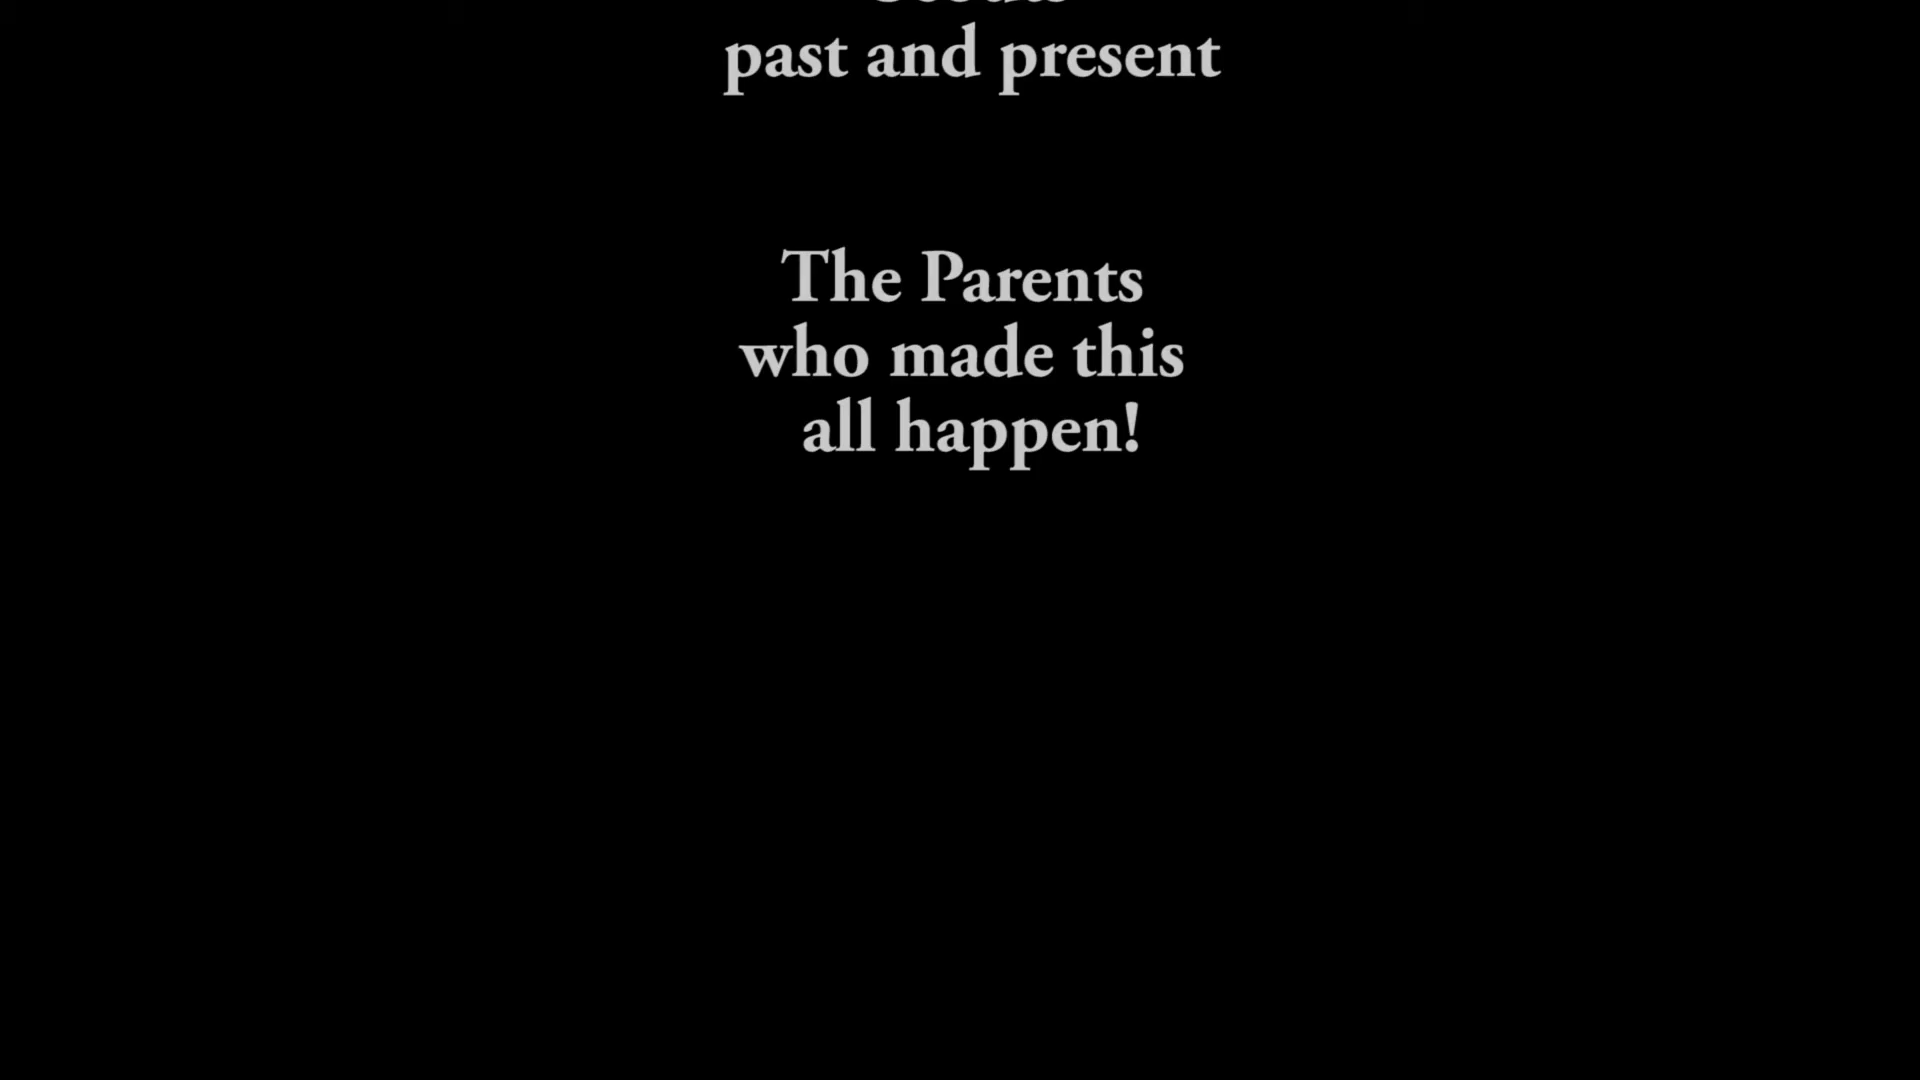 past and present
The Parents
who made this
all happen!